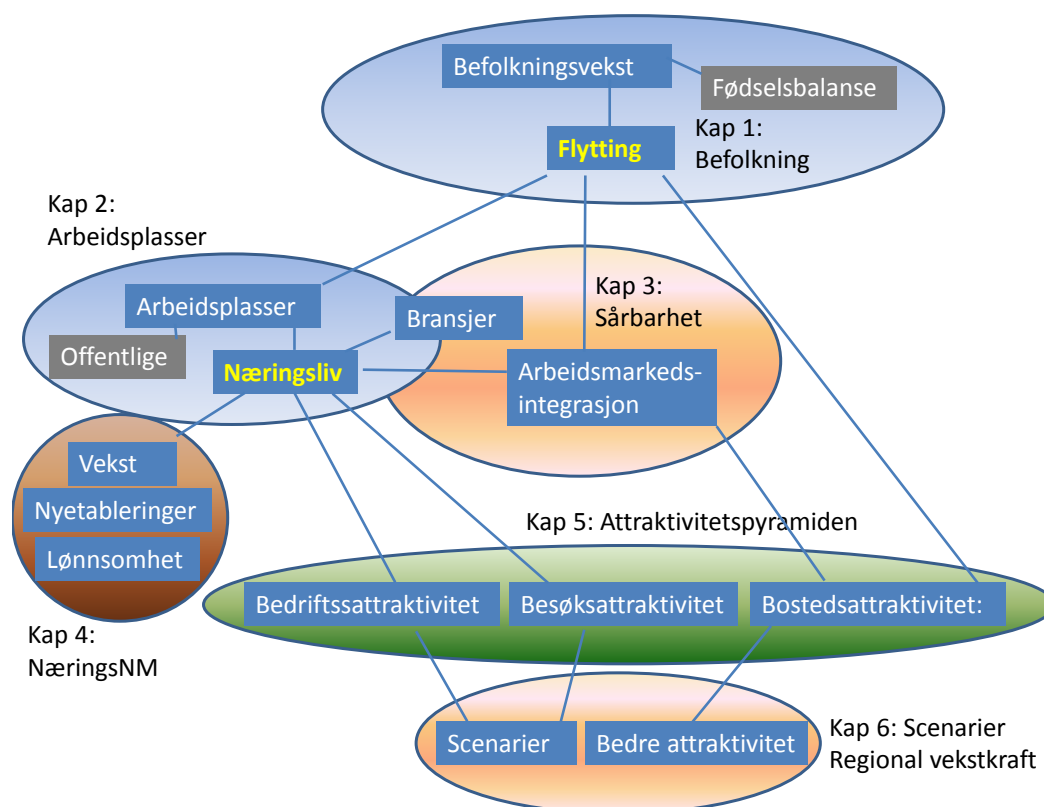 Befolkningsvekst
Fødselsbalanse
Kap 1:
Befolkning
Flytting
Kap 2:
Arbeidsplasser
Arbeidsplasser
Offentlige
Næringsliv
Bransjer
Kap 3:
Sårbarhet
Arbeidsmarkeds-
integrasjon
Vekst
Nyetableringer
Lønnsomhet
Kap 4:
NæringsNM
Kap 5: Attraktivitetspyramiden
Bedriftssattraktivitet
Besøksattraktivitet
Bostedsattraktivitet:
Scenarier
Bedre attraktivitet
Kap 6: Scenarier
Regional vekstkraft